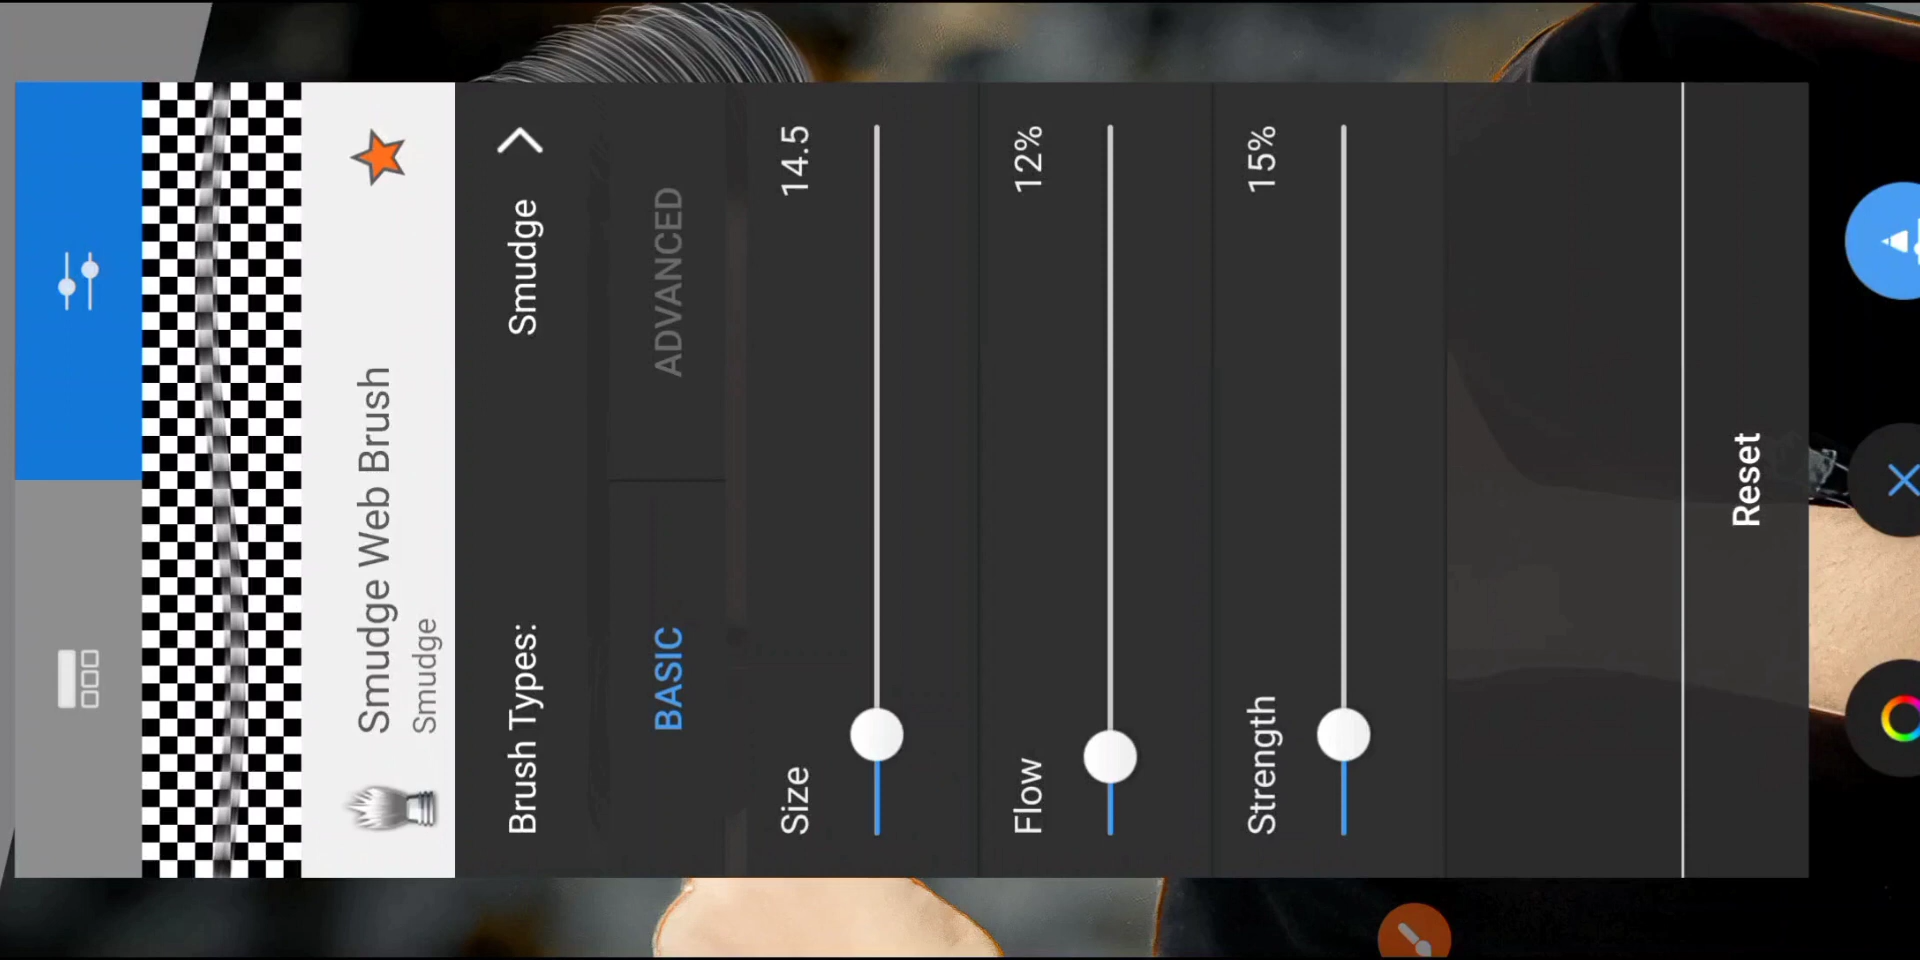 Smudge Web Brush
Smudge
Brush Types: Smudge
BASIC ADVANCED
Size 14.5
Flow 12%
Strength 15%
Reset